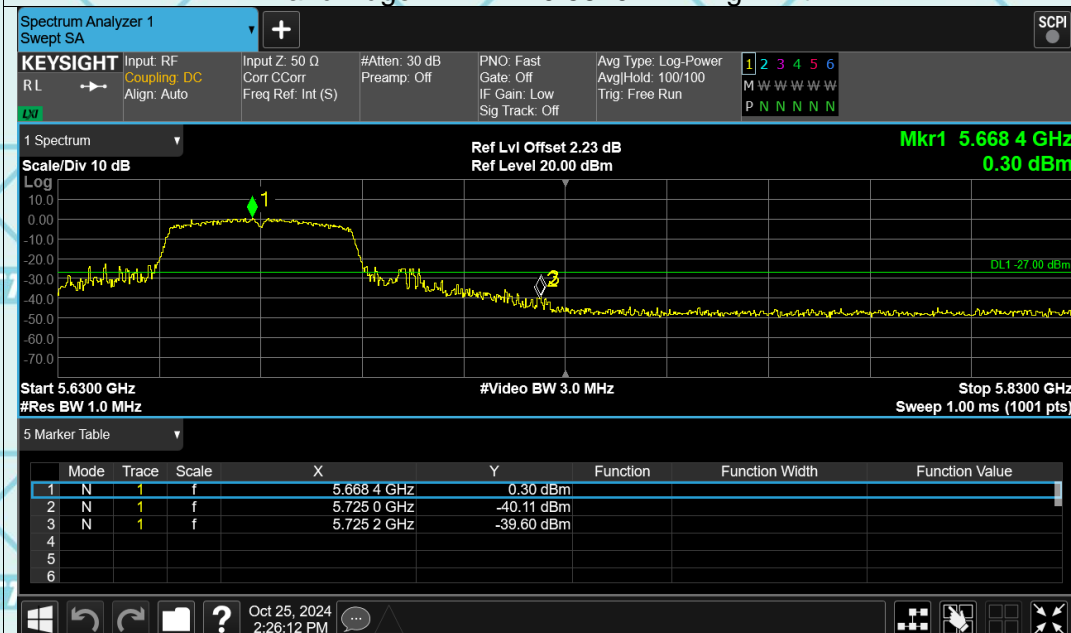 Spectrum Analyzer 1
Swept SA
+
SCPI
KEYSIGHT
RL
LXI
Input: RF
Coupling: DC
Align: Auto
Input Z: 50 Ω
Corr CCorr
Freq Ref: Int (S)
#Atten: 30 dB
Preamp: Off
PNO: Fast
Gate: Off
IF Gain: Low
Sig Track: Off
Avg Type: Log-Power
Avg|Hold: 100/100
Trig: Free Run
1 2 3 4 5 6
M W W W W W
P N N N N N
1 Spectrum
Scale/Div 10 dB
Ref Lvl Offset 2.23 dB
Ref Level 20.00 dBm
Mkr1 5.668 4 GHz
0.30 dBm
Log
10.0
0.00
-10.0
-20.0
-30.0
-40.0
-50.0
-60.0
-70.0
1
2
DL1 -27.00 dBm
Start 5.6300 GHz
#Video BW 3.0 MHz
Stop 5.8300 GHz
#Res BW 1.0 MHz
Sweep 1.00 ms (1001 pts)
5 Marker Table
Mode Trace Scale X Y Function Function Width Function Value
1 N 1 f 5.668 4 GHz 0.30 dBm
2 N 1 f 5.725 0 GHz -40.11 dBm
3 N 1 f 5.725 2 GHz -39.60 dBm
4
5
6
?
Oct 25, 2024
2:26:12 PM